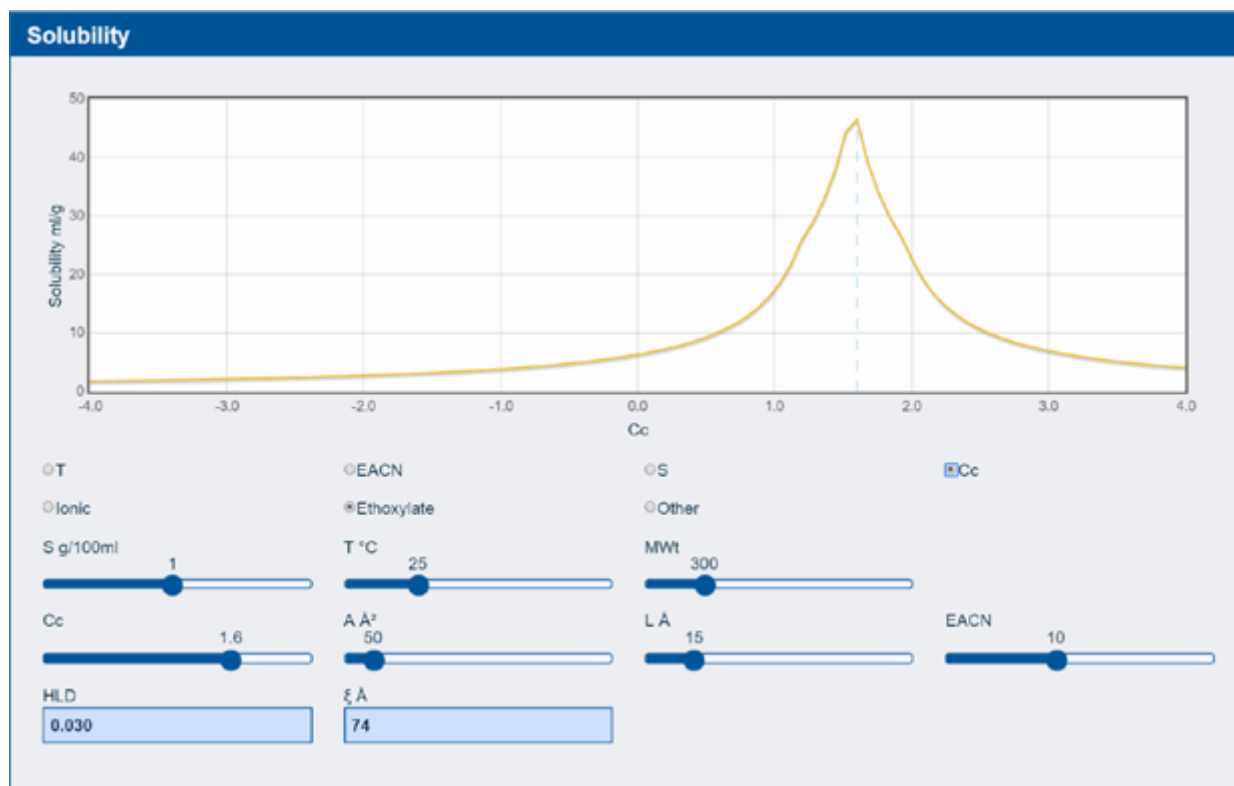 Solubility
50
40
30
20
10
0
Solubility ml/g
-4.0 -3.0 -2.0 -1.0 0.0 1.0 2.0 3.0 4.0
Cc
T EACN S Cc
Ionic Ethoxylate Other
S g/100ml T °C MWt
1 25 300
Cc A Å² L Å EACN
1.6 50 15 10
HLD ξ Å
0.030 74